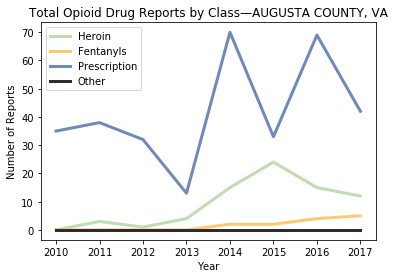 Total Opioid Drug Reports by Class—AUGUSTA COUNTY, VA
Heroin
Fentanyls
Prescription
Other
Number of Reports
70
60
50
40
30
20
10
0
2010 2011 2012 2013 2014 2015 2016 2017
Year